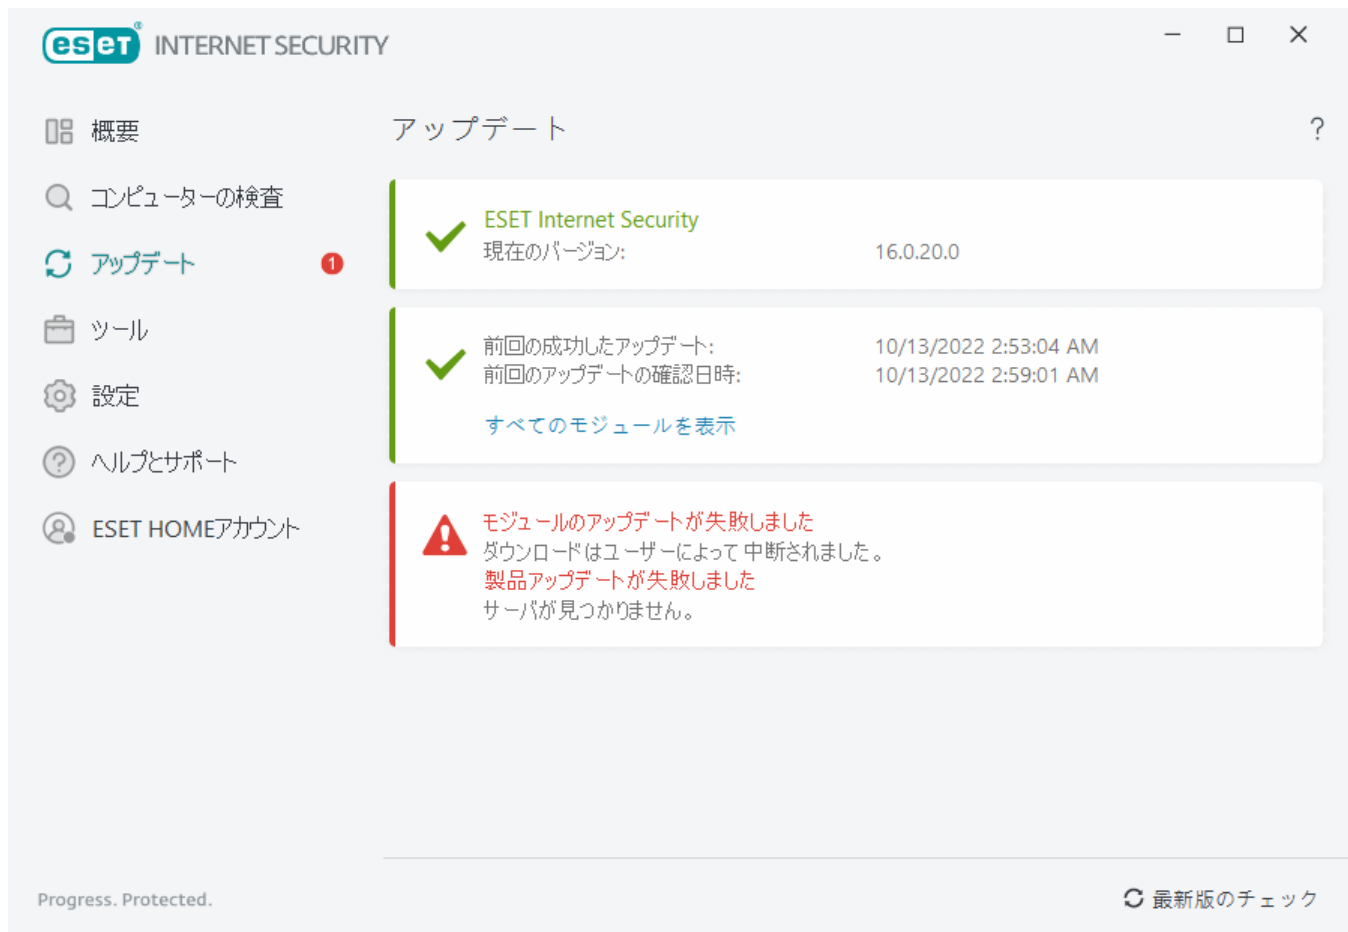 eset® INTERNET SECURITY
概要
コンピューターの検査
アップデート 1
ツール
設定
ヘルプとサポート
ESET HOMEアカウント
アップデート ?
ESET Internet Security
現在のバージョン: 16.0.20.0
前回の成功したアップデート: 10/13/2022 2:53:04 AM
前回のアップデートの確認日時: 10/13/2022 2:59:01 AM
すべてのモジュールを表示
モジュールのアップデートが失敗しました
ダウンロードはユーザーによって中断されました。
製品アップデートが失敗しました
サーバが見つかりません。
Progress. Protected.
最新版のチェック